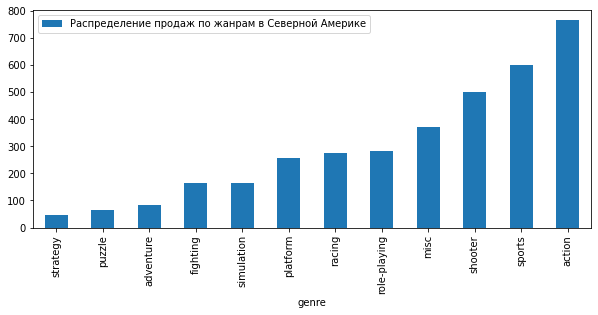 Распределение продаж по жанрам в Северной Америке
800
700
600
500
400
300
200
100
0
strategy
puzzle
adventure
fighting
simulation
platform
racing
role-playing
misc
shooter
sports
action
genre